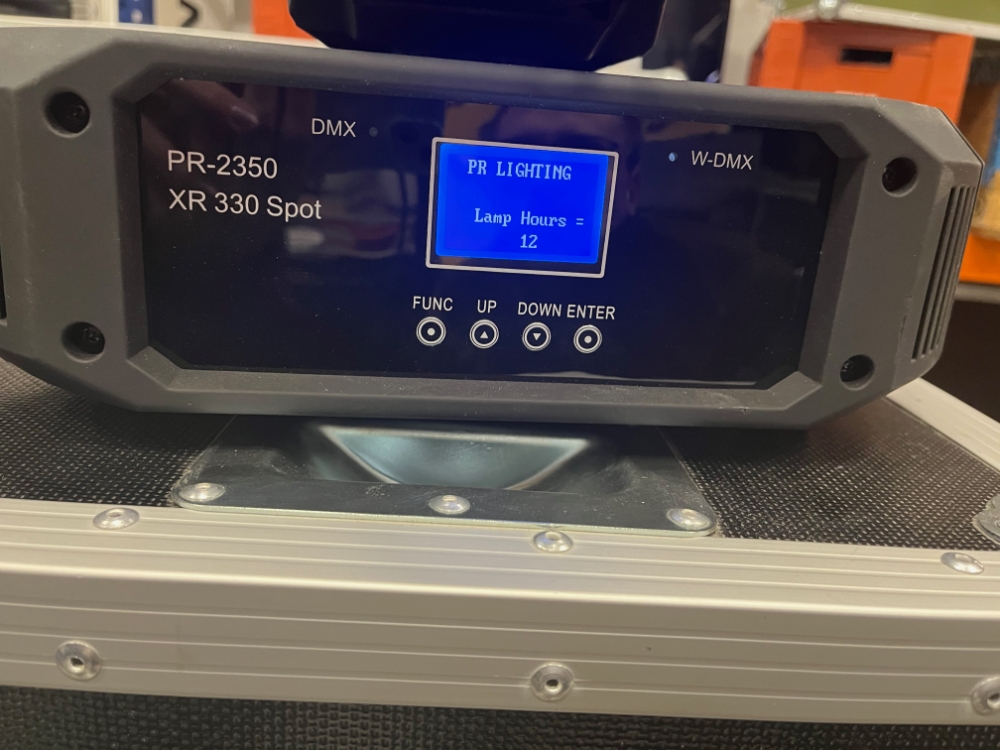 DMX
PR-2350
XR 330 Spot
PR LIGHTING
Lamp Hours =
12
W-DMX
FUNC UP DOWN ENTER